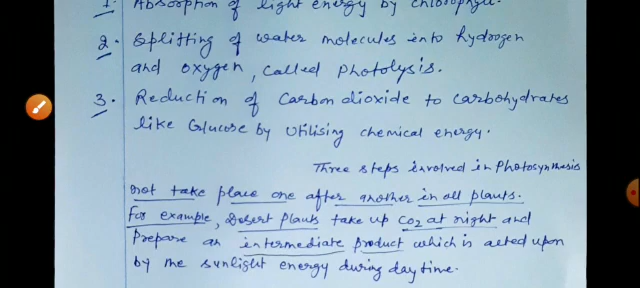 1. Absorption of light energy by chlorophyll.
2. Splitting of water molecules into hydrogen
and oxygen, called Photolysis.
3. Reduction of Carbon dioxide to carbohydrates
like Glucose by Utilising chemical energy.
Three steps involved in Photosynthesis
not take place one after another in all plants.
For example, Desert plants take up CO2 at night and
prepare an intermediate product which is acted upon
by the sunlight energy during day time.